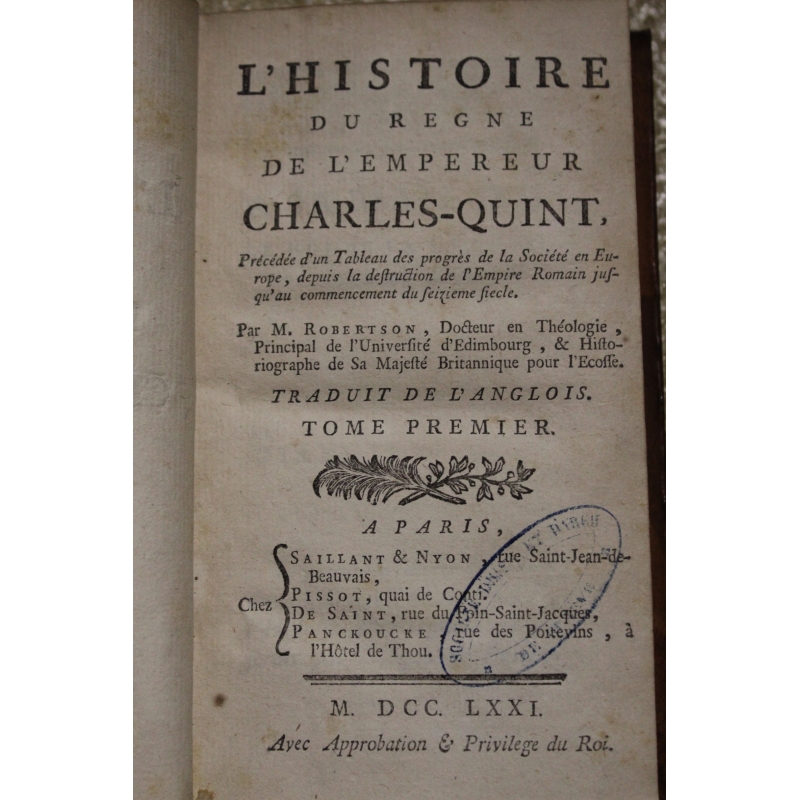 L'HISTOIRE
DU REGNE
DE L'EMPEREUR
CHARLES-QUINT,
Précédée d'un Tableau des progrès de la Société en Eu-
rope, depuis la deſtruction de l'Empire Romain juſ-
qu'au commencement du ſeizieme ſiecle.
Par M. ROBERTSON, Docteur en Théologie,
Principal de l'Univerſité d'Edimbourg, & Hiſto-
riographe de Sa Majeſté Britannique pour l'Ecoſſe.
TRADUIT DE L'ANGLOIS.
TOME PREMIER.
A PARIS,
Chez
SAILLANT & NYON, rue Saint-Jean-de-
Beauvais,
PISSOT, quai de Conti.
DE SAINT, rue du Foin-Saint-Jacques,
PANCKOUCKE, rue des Poitevins, à
l'Hôtel de Thou.
M. DCC. LXXI.
Avec Approbation & Privilege du Roi.